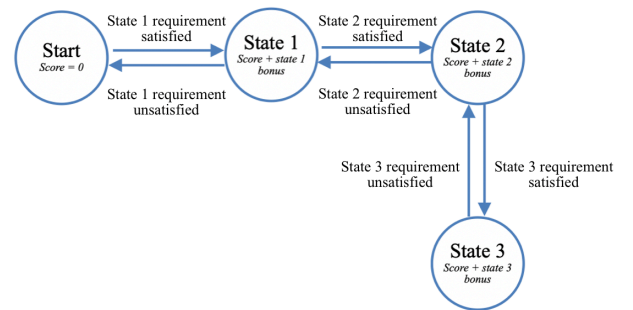 Start
Score = 0
State 1 requirement
satisfied
State 1 requirement
unsatisfied
State 1
Score + state 1
bonus
State 2 requirement
satisfied
State 2 requirement
unsatisfied
State 2
Score + state 2
bonus
State 3 requirement
unsatisfied
State 3 requirement
satisfied
State 3
Score + state 3
bonus